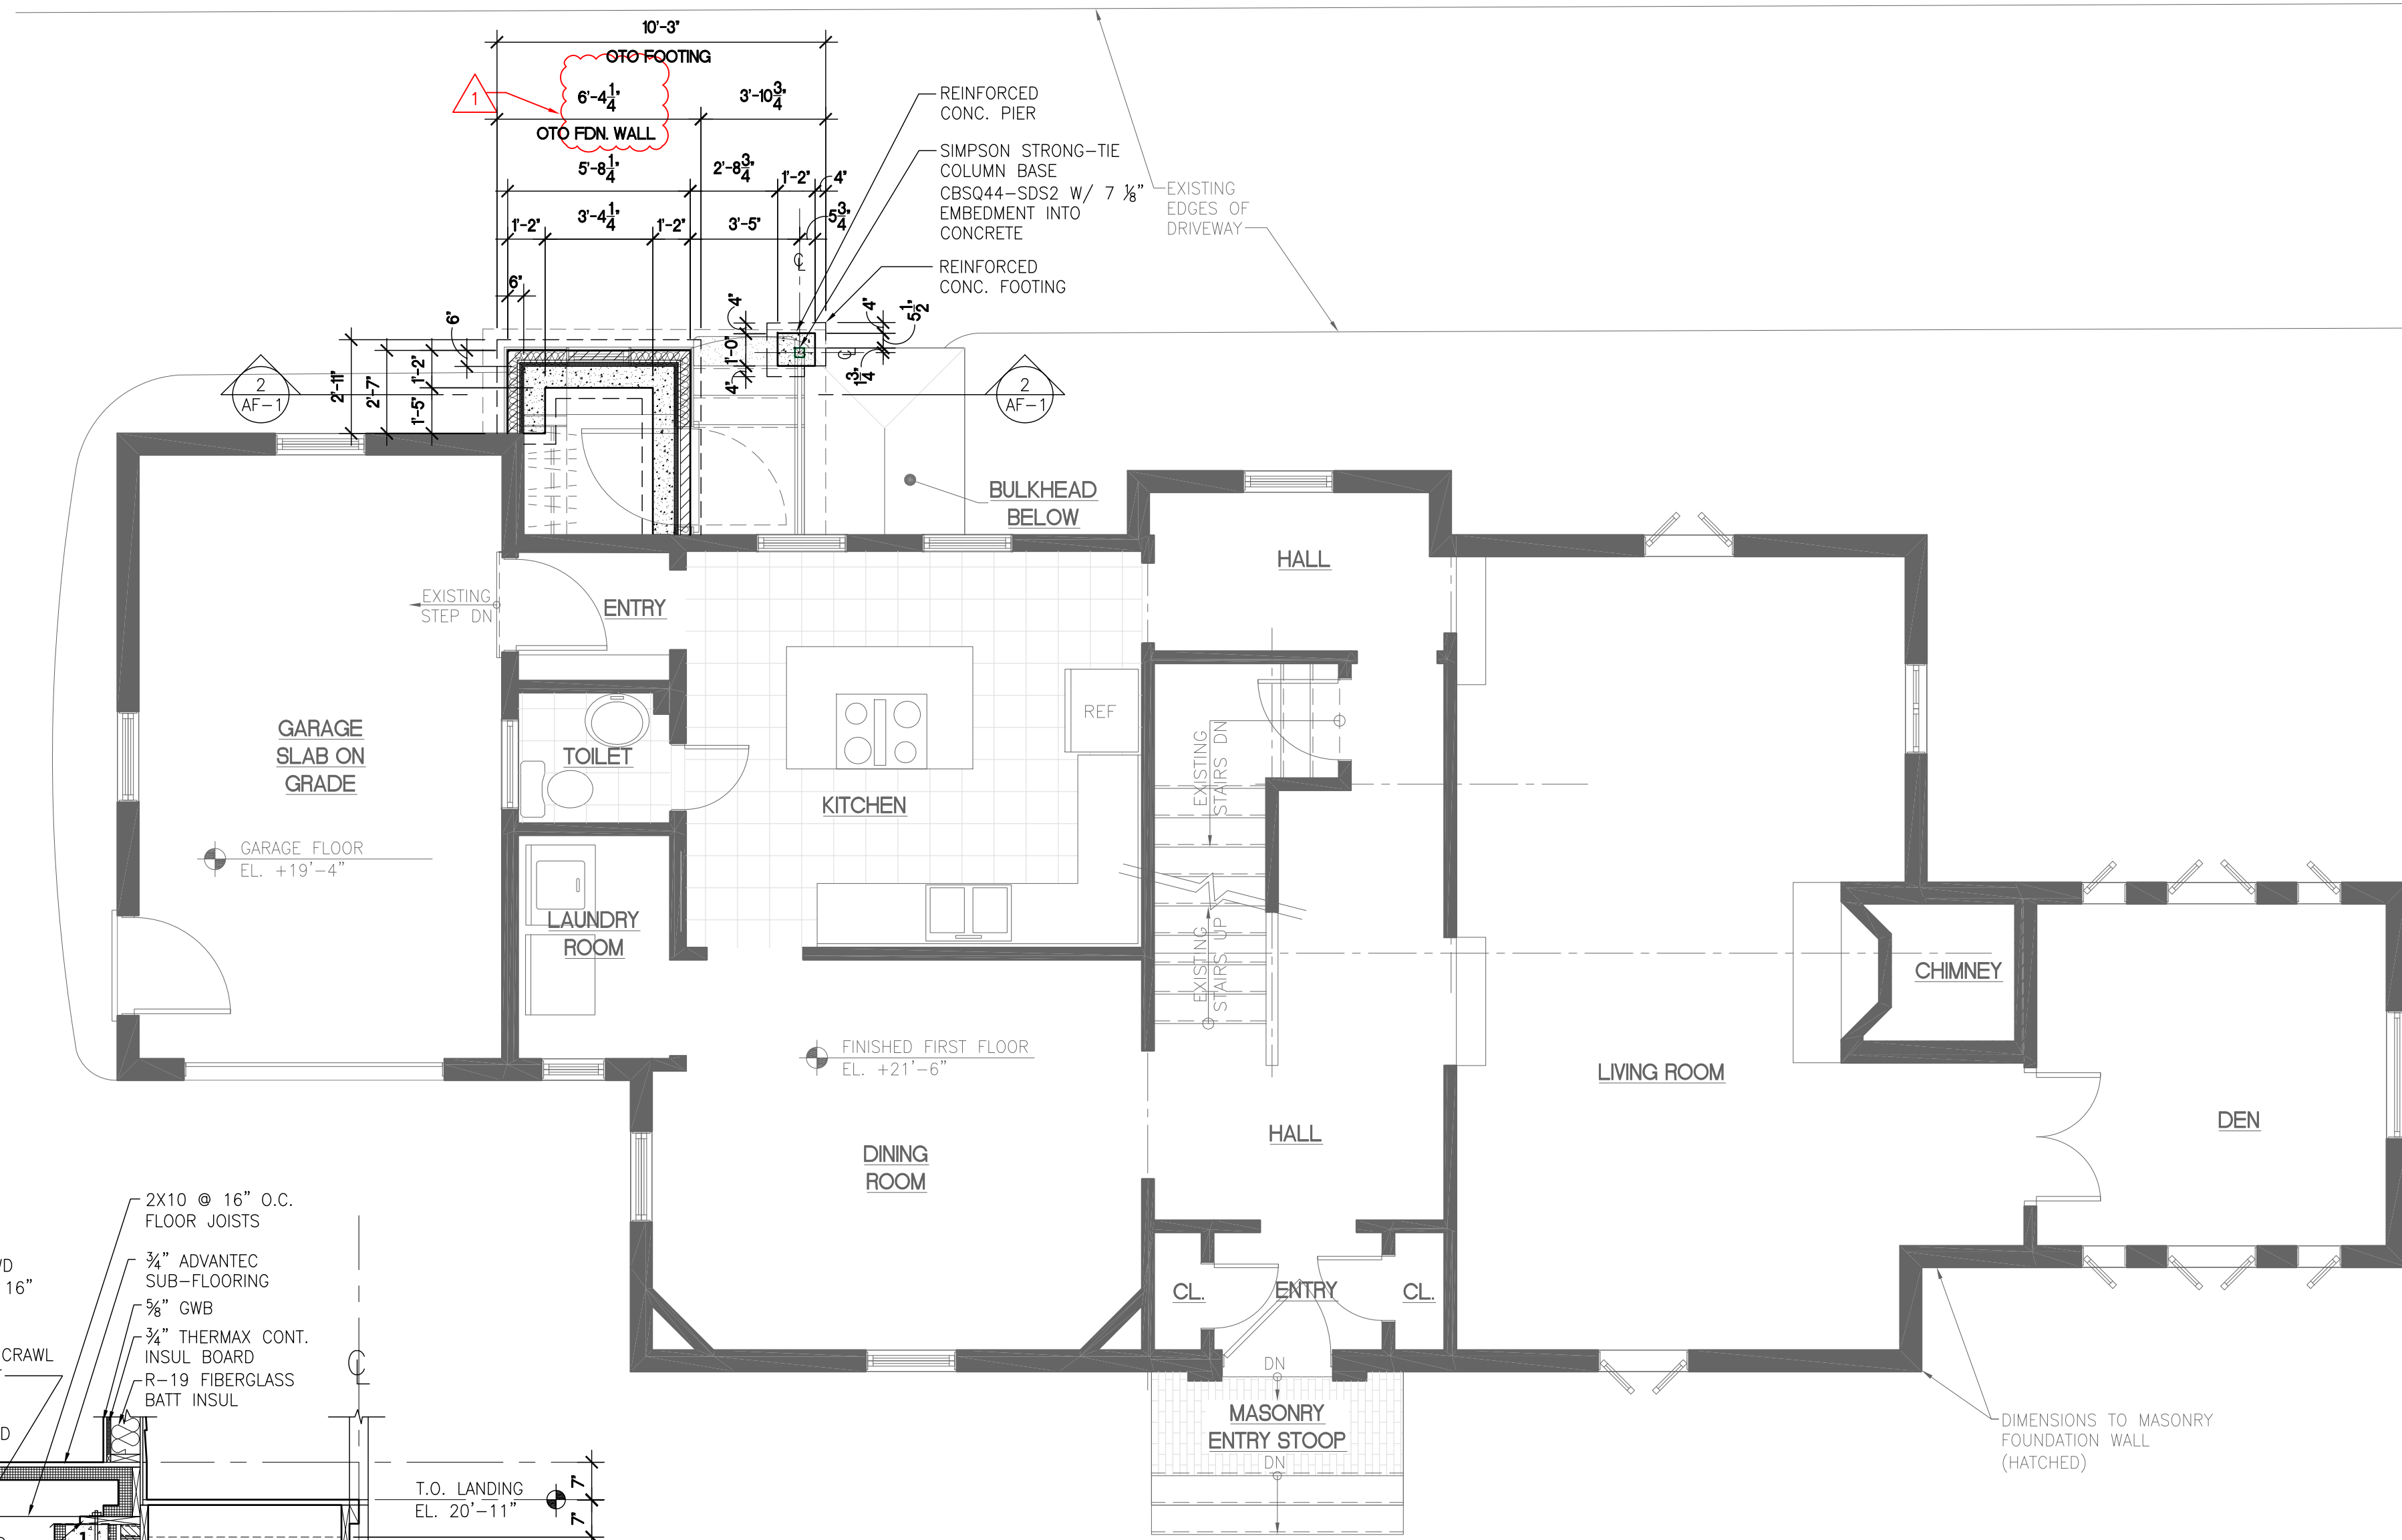 10'-3"
OTO FOOTING
1
6'-4 1/4"
3'-10 3/4"
OTO FDN. WALL
5'-8 1/4"
2'-8 3/4"
1'-2"
4"
1'-2"
3'-4 1/4"
1'-2"
3'-5"
5 3/4"
REINFORCED
CONC. PIER
SIMPSON STRONG-TIE
COLUMN BASE
CBSQ44-SDS2 W/ 7 ⅛"
EMBEDMENT INTO
CONCRETE
REINFORCED
CONC. FOOTING
EXISTING
EDGES OF
DRIVEWAY
℄
6"
6"
2'-11"
2'-7"
1'-2"
1'-5"
4"
1'-0"
4"
4"
5 1/2"
℄
1 3/4"
2
AF-1
2
AF-1
BULKHEAD
BELOW
HALL
EXISTING
STEP DN
ENTRY
GARAGE
SLAB ON
GRADE
TOILET
REF
KITCHEN
EXISTING
STAIRS DN
GARAGE FLOOR
EL. +19'-4"
LAUNDRY
ROOM
EXISTING
STAIRS UP
CHIMNEY
FINISHED FIRST FLOOR
EL. +21'-6"
LIVING ROOM
DEN
DINING
ROOM
HALL
CL.
ENTRY
CL.
DN
MASONRY
ENTRY STOOP
DN
DIMENSIONS TO MASONRY
FOUNDATION WALL
(HATCHED)
2X10 @ 16" O.C.
FLOOR JOISTS
¾" ADVANTEC
SUB-FLOORING
⅝" GWB
¾" THERMAX CONT.
INSUL BOARD
R-19 FIBERGLASS
BATT INSUL
16"
CRAWL
℄
T.O. LANDING
EL. 20'-11"
7"
7"